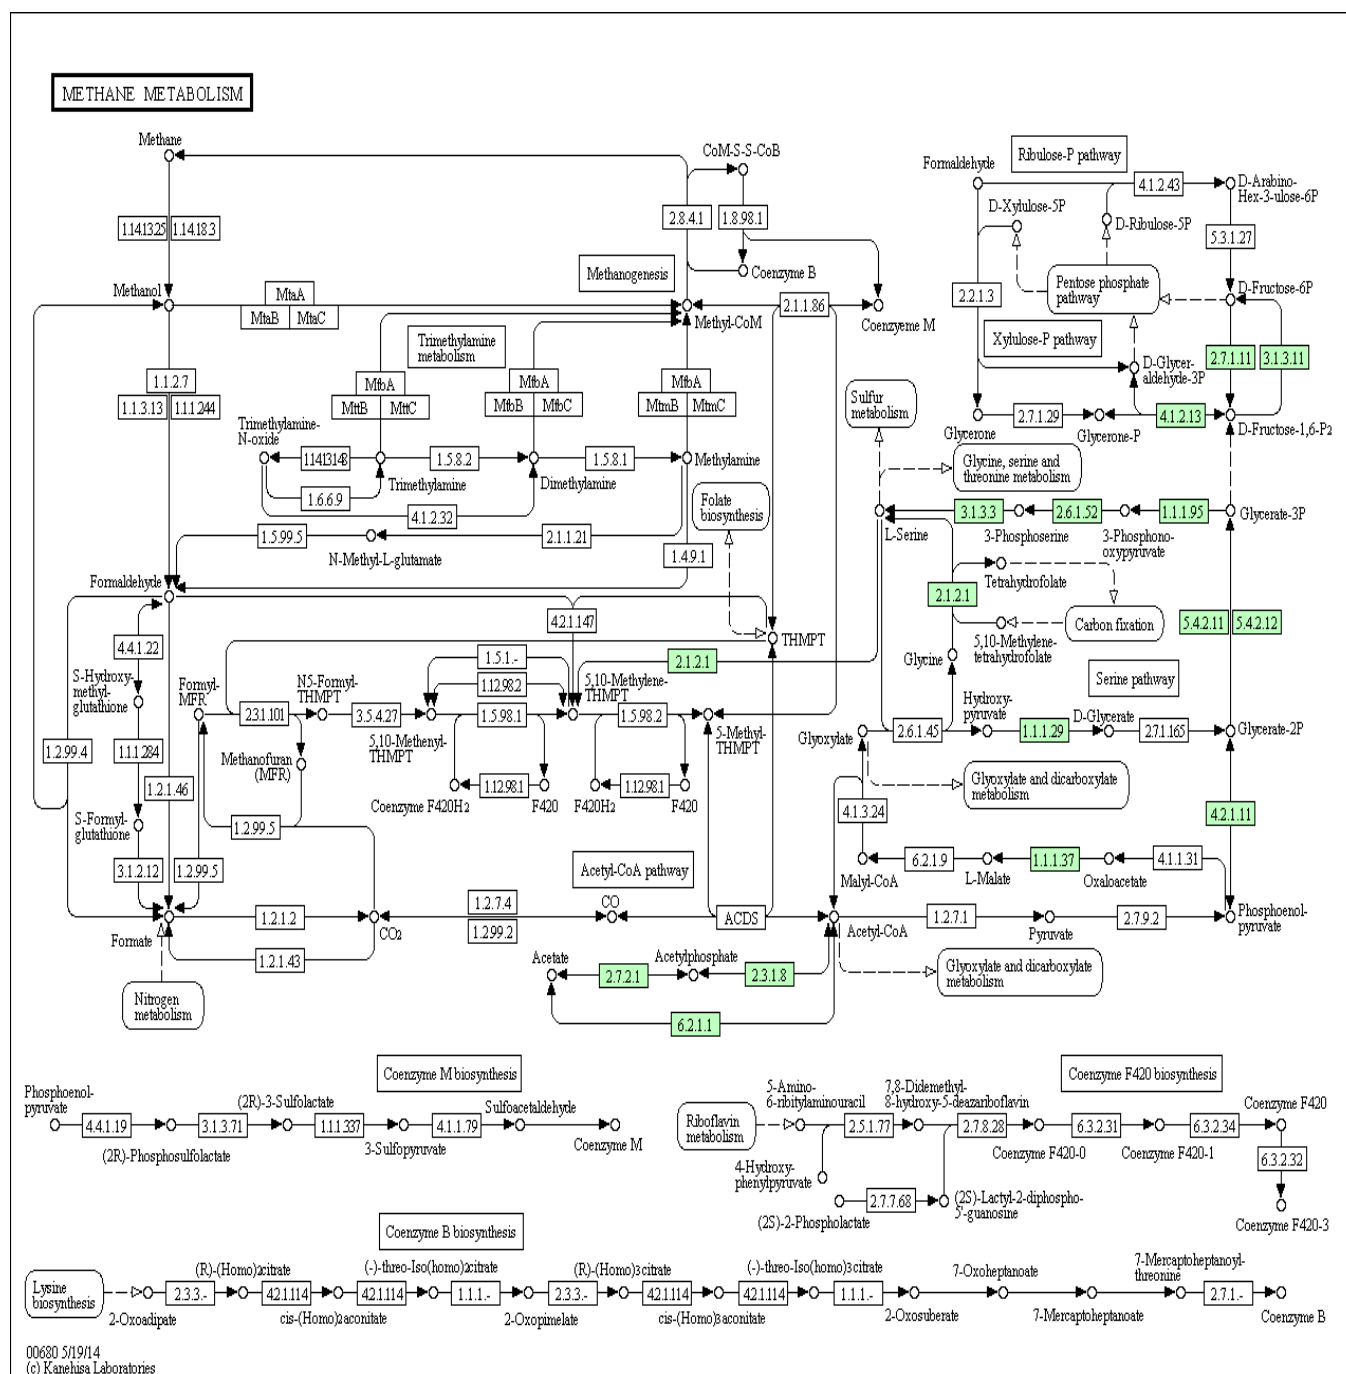 METHANE METABOLISM
Methane
CoM-S-S-CoB
Formaldehyde
Ribulose-P pathway
4.1.2.43
D-Arabino-
Hex-3-ulose-6P
D-Xylulose-5P
D-Ribulose-5P
1.14.13.25
1.14.18.3
2.8.4.1
1.8.98.1
5.3.1.27
Methanogenesis
Coenzyme B
Pentose phosphate
pathway
D-Fructose-6P
Methanol
MtaA
MtaB
MtaC
2.1.1.86
Methyl-CoM
Coenzyeme M
2.2.1.3
Xylulose-P pathway
Trimethylamine
metabolism
D-Glycer-
aldehyde-3P
2.7.1.11
3.1.3.11
1.1.2.7
1.1.3.13
1.1.1.244
MtbA
MttB
MttC
MtbA
MtbB
MtbC
MtbA
MtmB
MtmC
Sulfur
metabolism
Glycerone
2.7.1.29
Glycerone-P
4.1.2.13
D-Fructose-1,6-P2
Trimethylamine-
N-oxide
1.14.13.148
Trimethylamine
1.5.8.2
Dimethylamine
1.5.8.1
Methylamine
1.6.6.9
4.1.2.32
Glycine, serine and
threonine metabolism
Folate
biosynthesis
L-Serine
3.1.3.3
3-Phosphoserine
2.6.1.52
3-Phosphono-
oxypyruvate
1.1.1.95
Glycerate-3P
1.5.99.5
N-Methyl-L-glutamate
2.1.1.21
1.4.9.1
Formaldehyde
Tetrahydrofolate
2.1.2.1
4.2.1.147
THMPT
5,10-Methylene-
tetrahydrofolate
Carbon fixation
5.4.2.11
5.4.2.12
4.4.1.22
S-Hydroxy-
methyl-
glutathione
Formyl-
MFR
N5-Formyl-
THMPT
1.5.1.-
1.12.98.2
2.1.2.1
5,10-Methylene-
THMPT
Glycine
Serine pathway
2.3.1.101
3.5.4.27
5,10-Methenyl-
THMPT
1.5.98.1
1.5.98.2
5-Methyl-
THMPT
Glyoxylate
2.6.1.45
Hydroxy-
pyruvate
1.1.1.29
D-Glycerate
2.7.1.165
Glycerate-2P
1.2.99.4
1.1.1.284
Methanofuran
(MFR)
1.2.1.46
Coenzyme F420H2
1.12.98.1
F420
F420H2
1.12.98.1
F420
Glyoxylate and dicarboxylate
metabolism
S-Formyl-
glutathione
1.2.99.5
4.1.3.24
4.2.1.11
3.1.2.12
1.2.99.5
Acetyl-CoA pathway
Malyl-CoA
6.2.1.9
L-Malate
1.1.1.37
Oxaloacetate
4.1.1.31
Formate
1.2.1.2
CO2
1.2.7.4
1.2.99.2
CO
ACDS
Acetyl-CoA
1.2.7.1
Pyruvate
2.7.9.2
Phosphoenol-
pyruvate
1.2.1.43
Acetate
2.7.2.1
Acetylphosphate
2.3.1.8
Glyoxylate and dicarboxylate
metabolism
6.2.1.1
Nitrogen
metabolism
Coenzyme M biosynthesis
Phosphoenol-
pyruvate
4.4.1.19
(2R)-Phosphosulfolactate
3.1.3.71
(2R)-3-Sulfolactate
1.1.1.337
3-Sulfopyruvate
4.1.1.79
Sulfoacetaldehyde
Coenzyme M
Coenzyme F420 biosynthesis
Riboflavin
metabolism
5-Amino-
6-ribitylaminouracil
2.5.1.77
7,8-Didemethyl-
8-hydroxy-5-deazariboflavin
2.7.8.28
Coenzyme F420-0
6.3.2.31
Coenzyme F420-1
6.3.2.34
Coenzyme F420
6.3.2.32
Coenzyme F420-3
4-Hydroxy-
phenylpyruvate
(2S)-2-Phospholactate
2.7.7.68
(2S)-Lactyl-2-diphospho-
5'-guanosine
Coenzyme B biosynthesis
Lysine
biosynthesis
2-Oxoadipate
2.3.3.-
(R)-(Homo)2citrate
4.2.1.114
cis-(Homo)2aconitate
4.2.1.114
(-)-threo-Iso(homo)2citrate
1.1.1.-
2-Oxopimelate
2.3.3.-
(R)-(Homo)3citrate
4.2.1.114
cis-(Homo)3aconitate
4.2.1.114
(-)-threo-Iso(homo)3citrate
1.1.1.-
2-Oxosuberate
7-Oxoheptanoate
7-Mercaptoheptanoate
7-Mercaptoheptanoyl-
threonine
2.7.1.-
Coenzyme B
00680 5/19/14
(c) Kanehisa Laboratories